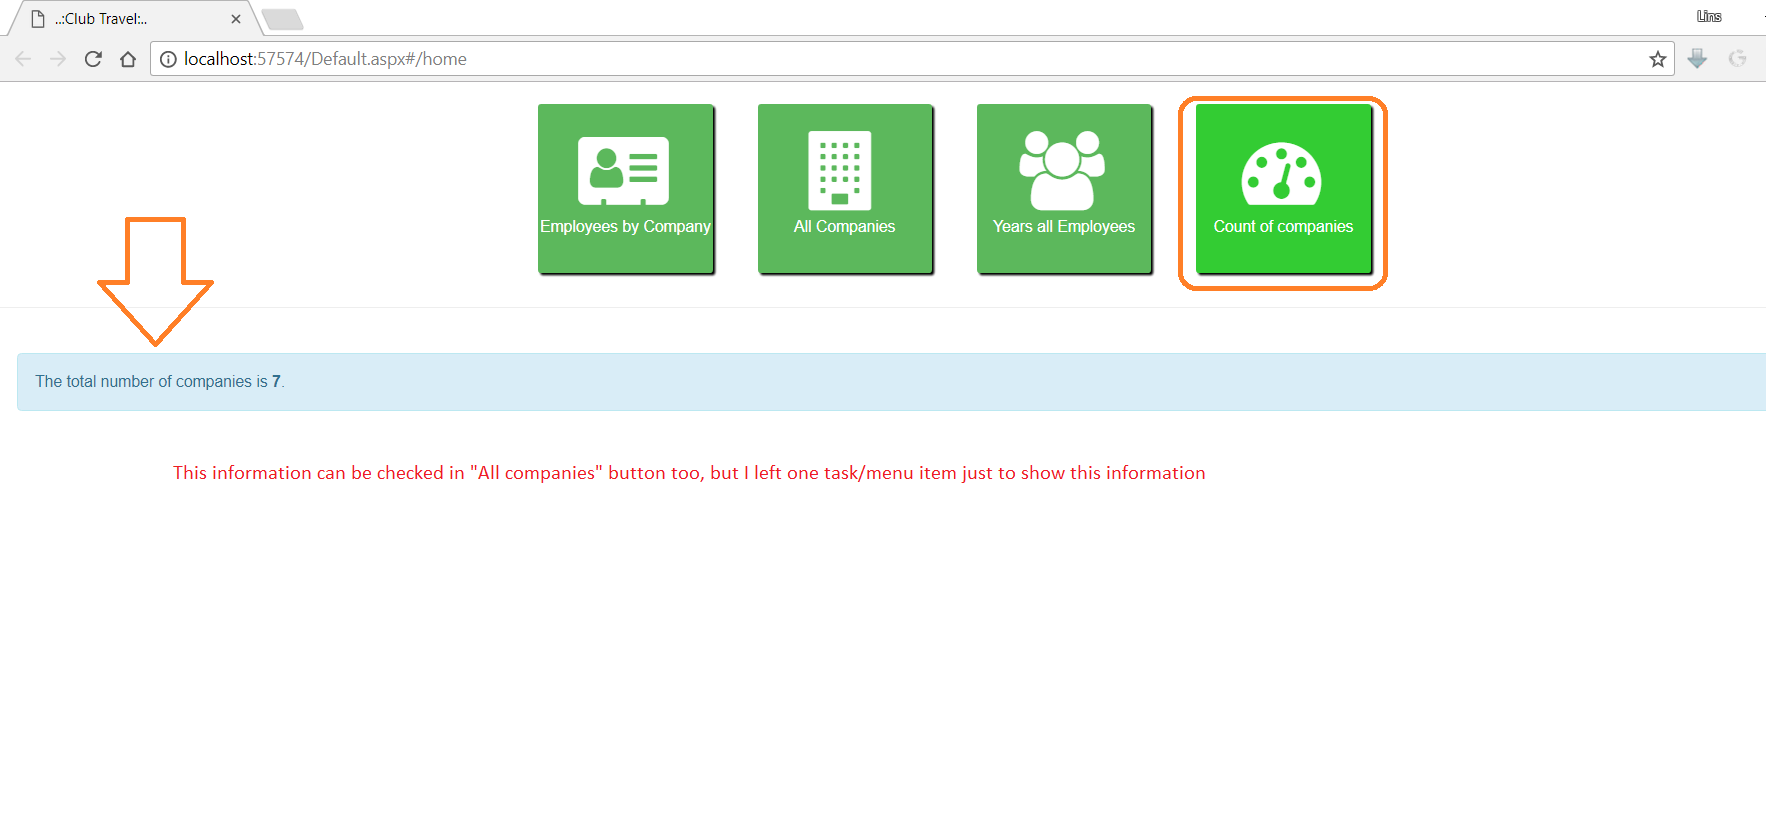 ..:Club Travel:..
Lins
localhost:57574/Default.aspx#/home
Employees by Company
All Companies
Years all Employees
Count of companies
The total number of companies is 7.
This information can be checked in "All companies" button too, but I left one task/menu item just to show this information